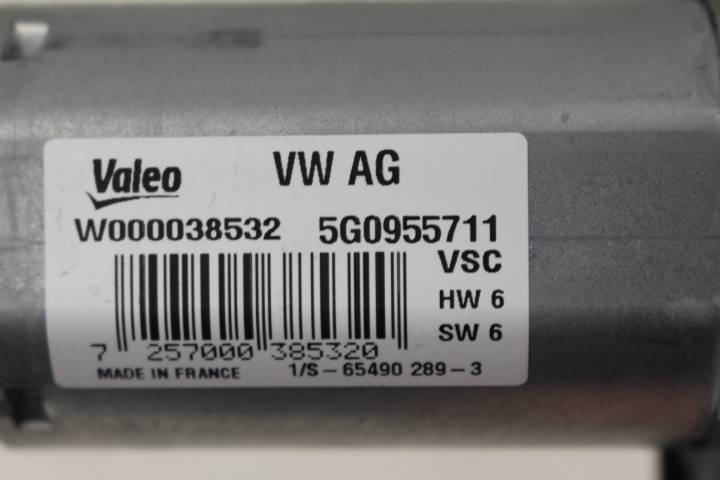 Valeo VW AG
W000038532 5G0955711
VSC
HW 6
SW 6
7 257000 385320
MADE IN FRANCE 1/S-65490 289-3